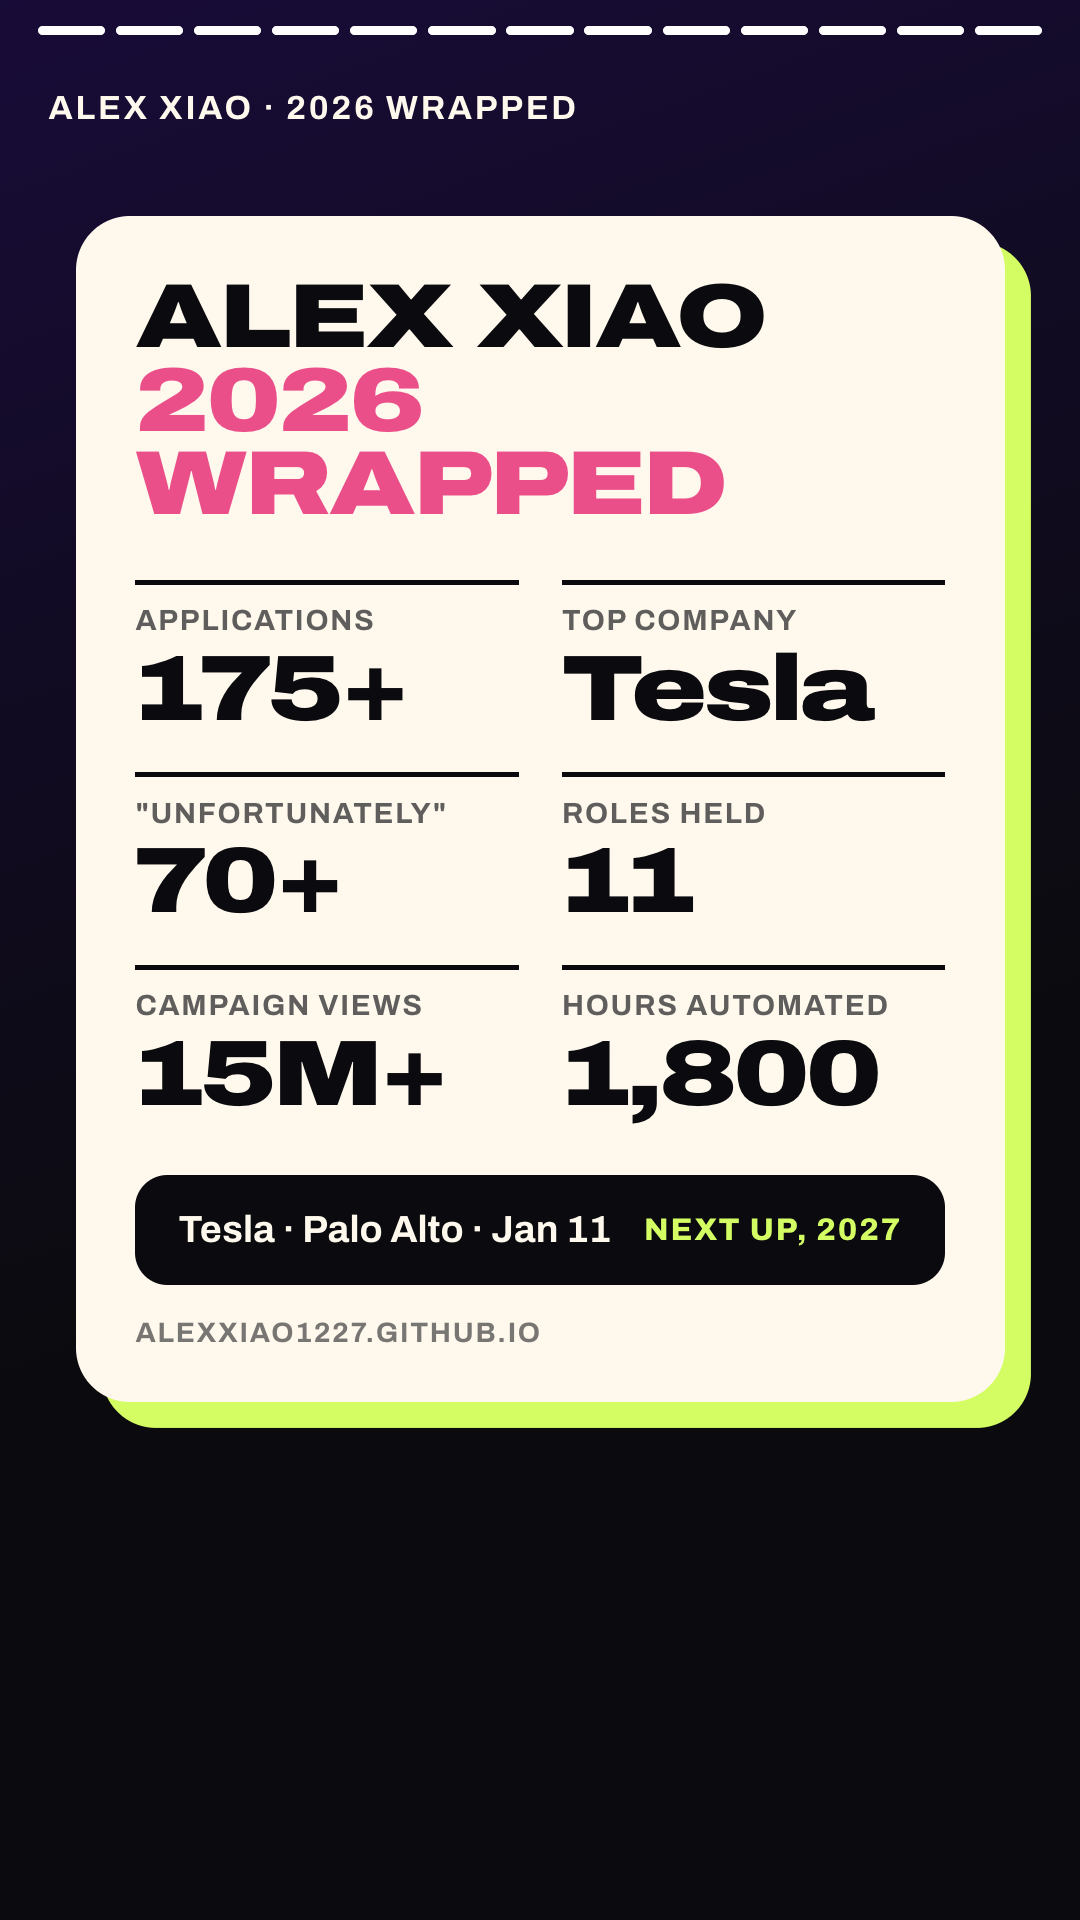 ALEX XIAO · 2026 WRAPPED
ALEX XIAO
2026
WRAPPED
APPLICATIONS
175+
TOP COMPANY
Tesla
"UNFORTUNATELY"
70+
ROLES HELD
11
CAMPAIGN VIEWS
15M+
HOURS AUTOMATED
1,800
Tesla · Palo Alto · Jan 11
NEXT UP, 2027
ALEXXIAO1227.GITHUB.IO